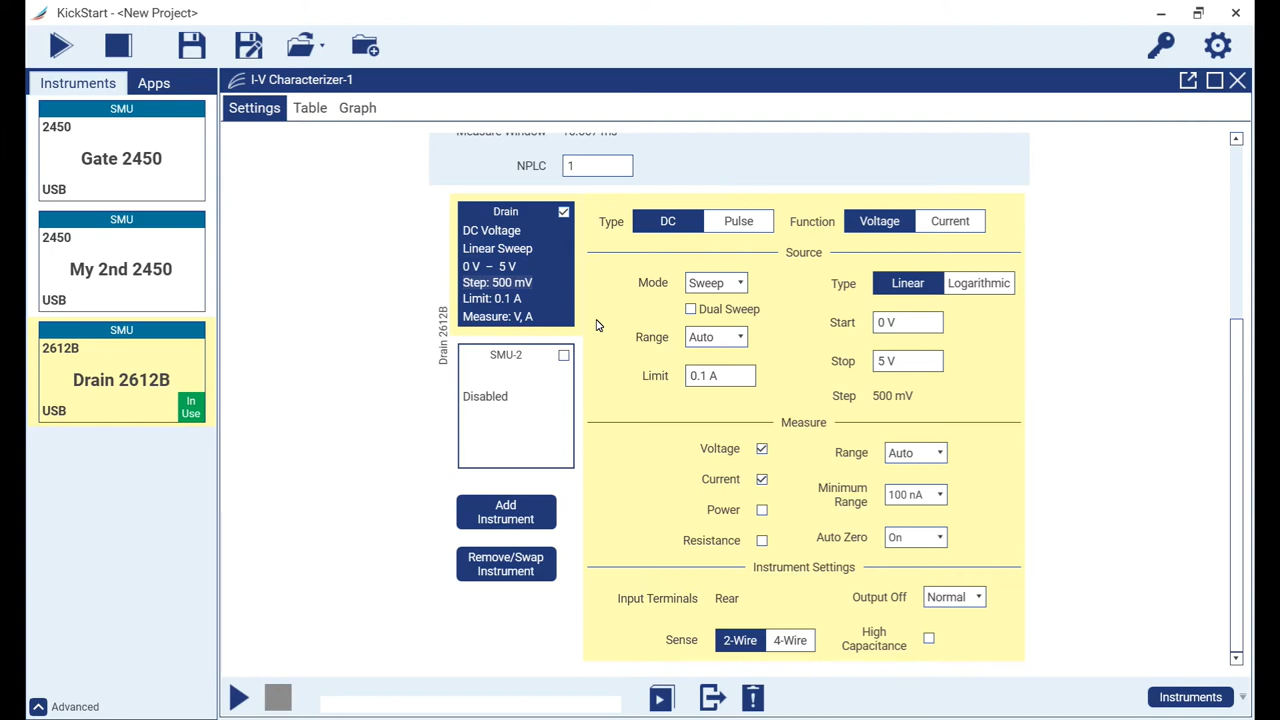 KickStart - <New Project>
Instruments
Apps
I-V Characterizer-1
Settings
Table
Graph
SMU
2450
Gate 2450
USB
SMU
2450
My 2nd 2450
USB
SMU
2612B
Drain 2612B
USB
In
Use
Advanced
Measure Window
NPLC
1
Drain 2612B
Drain
DC Voltage
Linear Sweep
0 V – 5 V
Step: 500 mV
Limit: 0.1 A
Measure: V, A
SMU-2
Disabled
Add
Instrument
Remove/Swap
Instrument
Type
DC
Pulse
Function
Voltage
Current
Source
Mode
Sweep
Type
Linear
Logarithmic
Dual Sweep
Start
0 V
Range
Auto
Stop
5 V
Limit
0.1 A
Step
500 mV
Measure
Voltage
Range
Auto
Current
Minimum
Range
100 nA
Power
Resistance
Auto Zero
On
Instrument Settings
Input Terminals
Rear
Output Off
Normal
Sense
2-Wire
4-Wire
High
Capacitance
Instruments